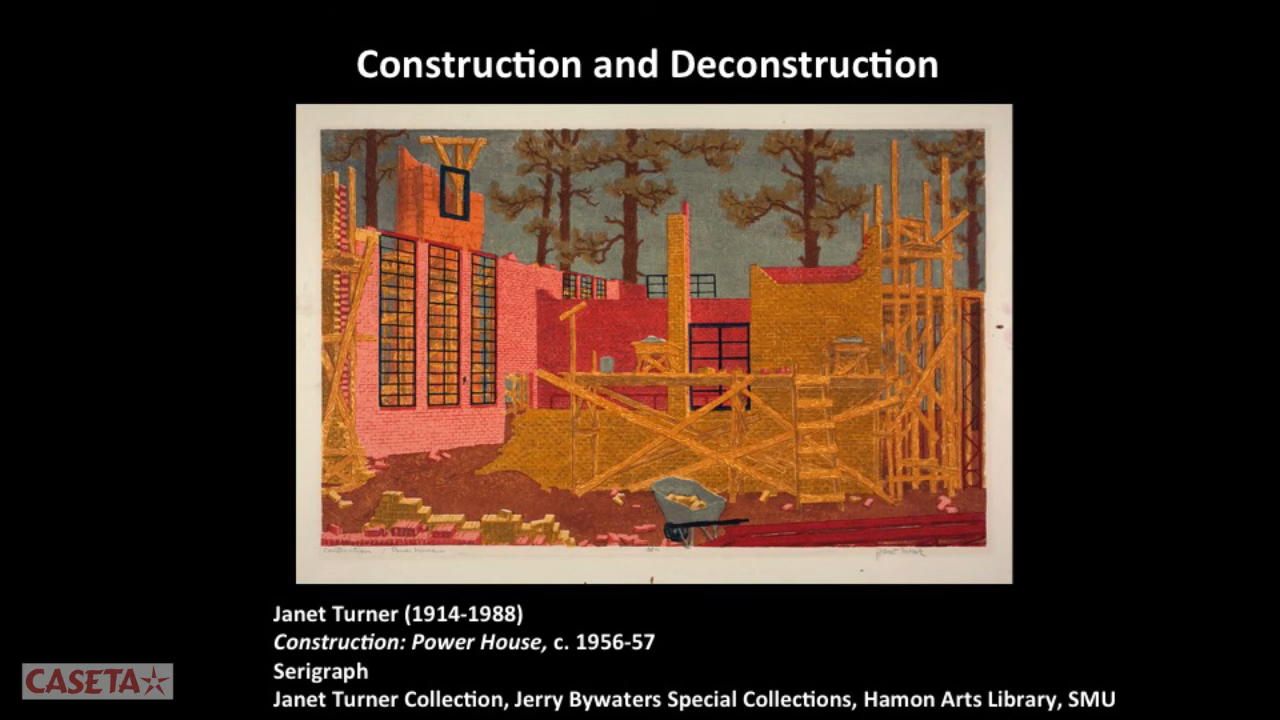 Construction and Deconstruction
Janet Turner (1914-1988)
Construction: Power House, c. 1956-57
Serigraph
Janet Turner Collection, Jerry Bywaters Special Collections, Hamon Arts Library, SMU
CASETA